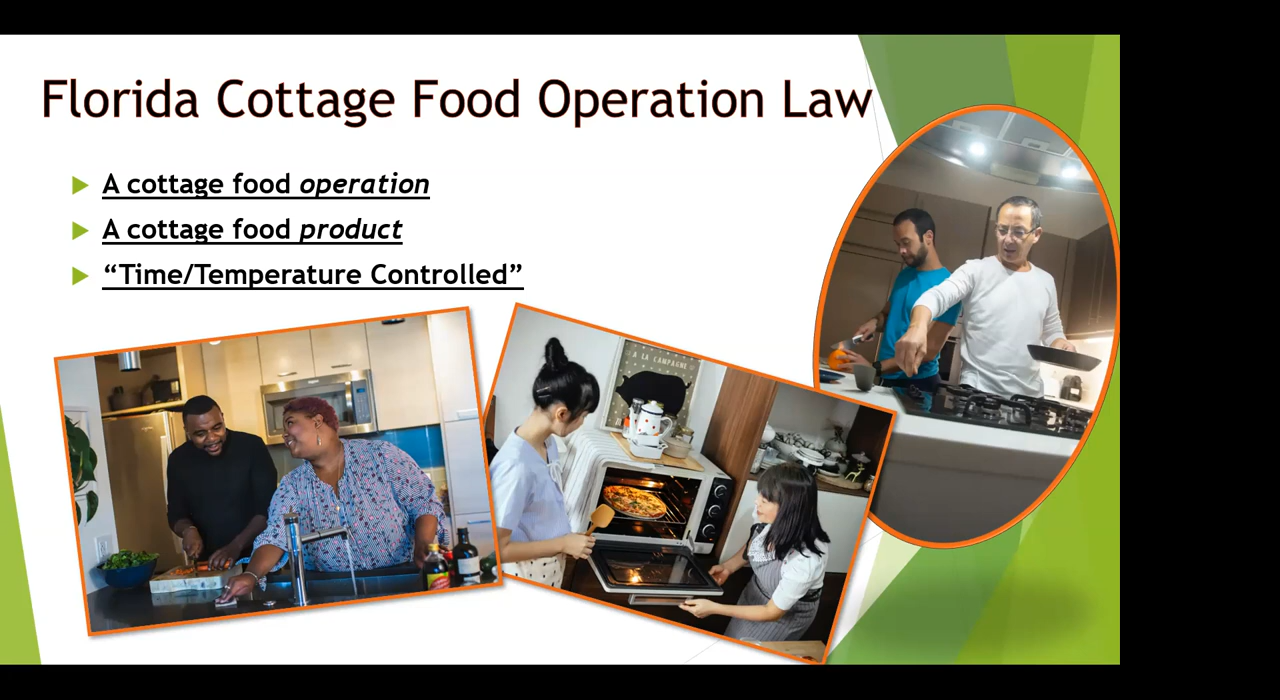 Florida Cottage Food Operation Law
A cottage food operation
A cottage food product
“Time/Temperature Controlled”
A LA CAMPAGNE